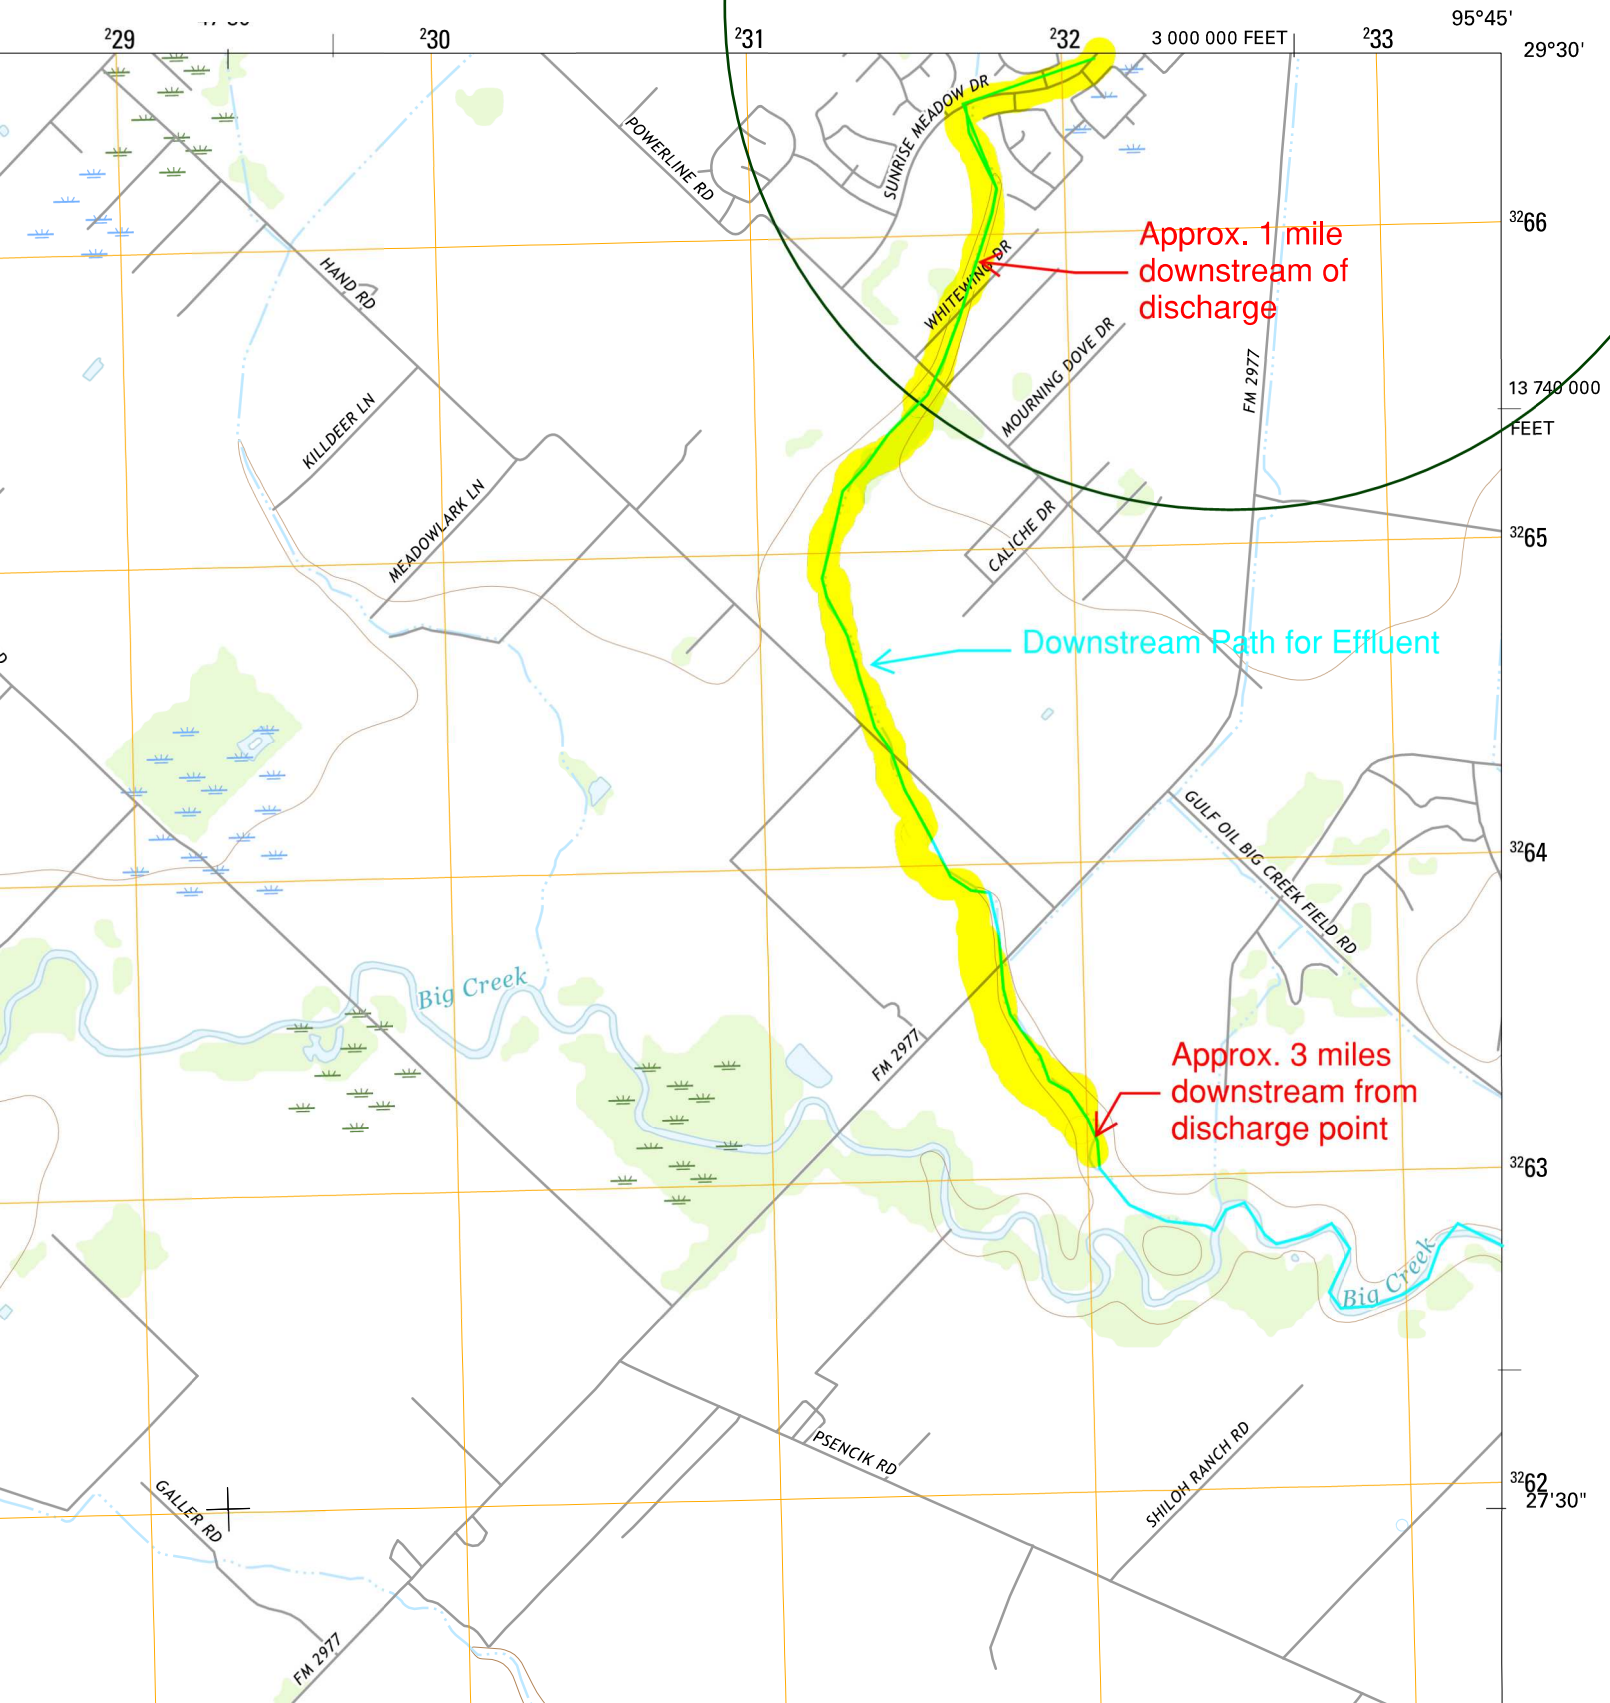 ²29
²30
²31
²32
3 000 000 FEET
²33
95°45'
29°30'
SUNRISE MEADOW DR
POWERLINE RD
³²66
Approx. 1 mile
downstream of
discharge
WHITEWING DR
HAND RD
MOURNING DOVE DR
FM 2977
13 740 000
FEET
KILLDEER LN
MEADOWLARK LN
CALICHE DR
³²65
Downstream Path for Effluent
GULF OIL BIG CREEK FIELD RD
³²64
Big Creek
FM 2977
Approx. 3 miles
downstream from
discharge point
³²63
Big Creek
PSENCIK RD
SHILOH RANCH RD
³²62
27'30"
GALLER RD
FM 2977